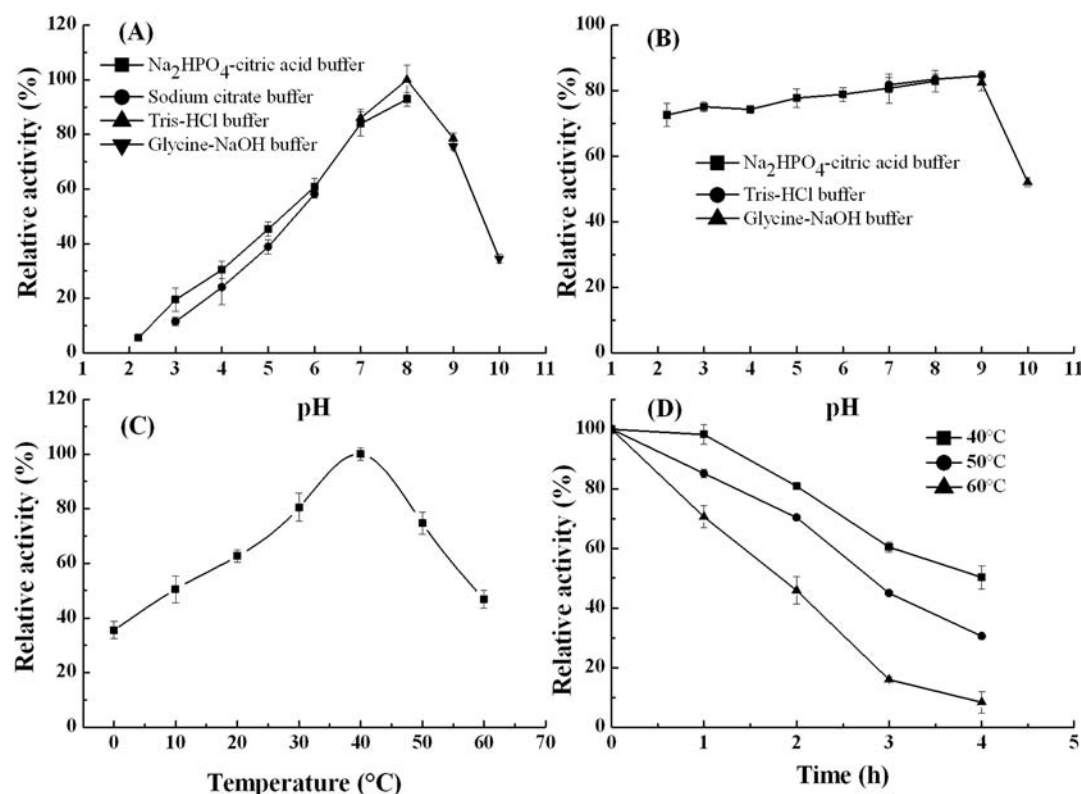 (A)
Na₂HPO₄-citric acid buffer
Sodium citrate buffer
Tris-HCl buffer
Glycine-NaOH buffer
Relative activity (%)
120
100
80
60
40
20
0
1 2 3 4 5 6 7 8 9 10 11
pH
(B)
Na₂HPO₄-citric acid buffer
Tris-HCl buffer
Glycine-NaOH buffer
Relative activity (%)
100
80
60
40
20
0
1 2 3 4 5 6 7 8 9 10 11
pH
(C)
Relative activity (%)
120
100
80
60
40
20
0
0 10 20 30 40 50 60 70
Temperature (°C)
(D)
40°C
50°C
60°C
Relative activity (%)
100
80
60
40
20
0
0 1 2 3 4 5
Time (h)